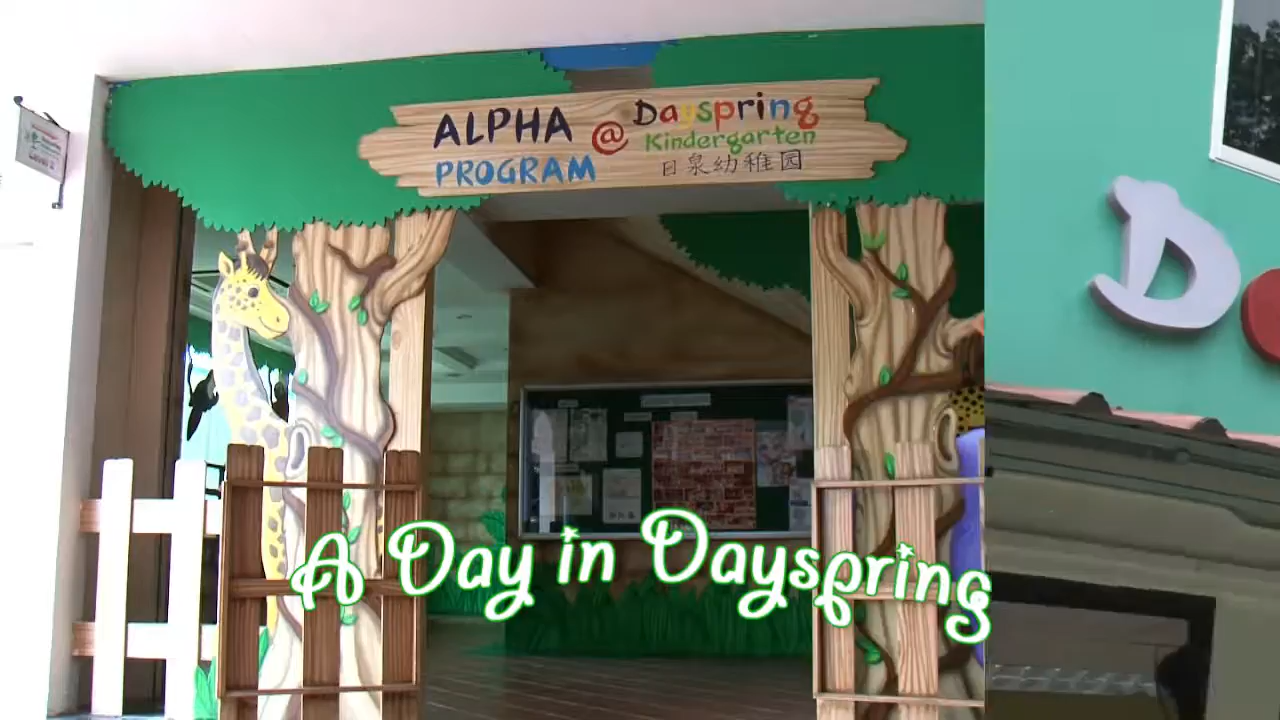 ALPHA
PROGRAM
@
Dayspring
Kindergarten
日泉幼稚园
A Day in Dayspring
D